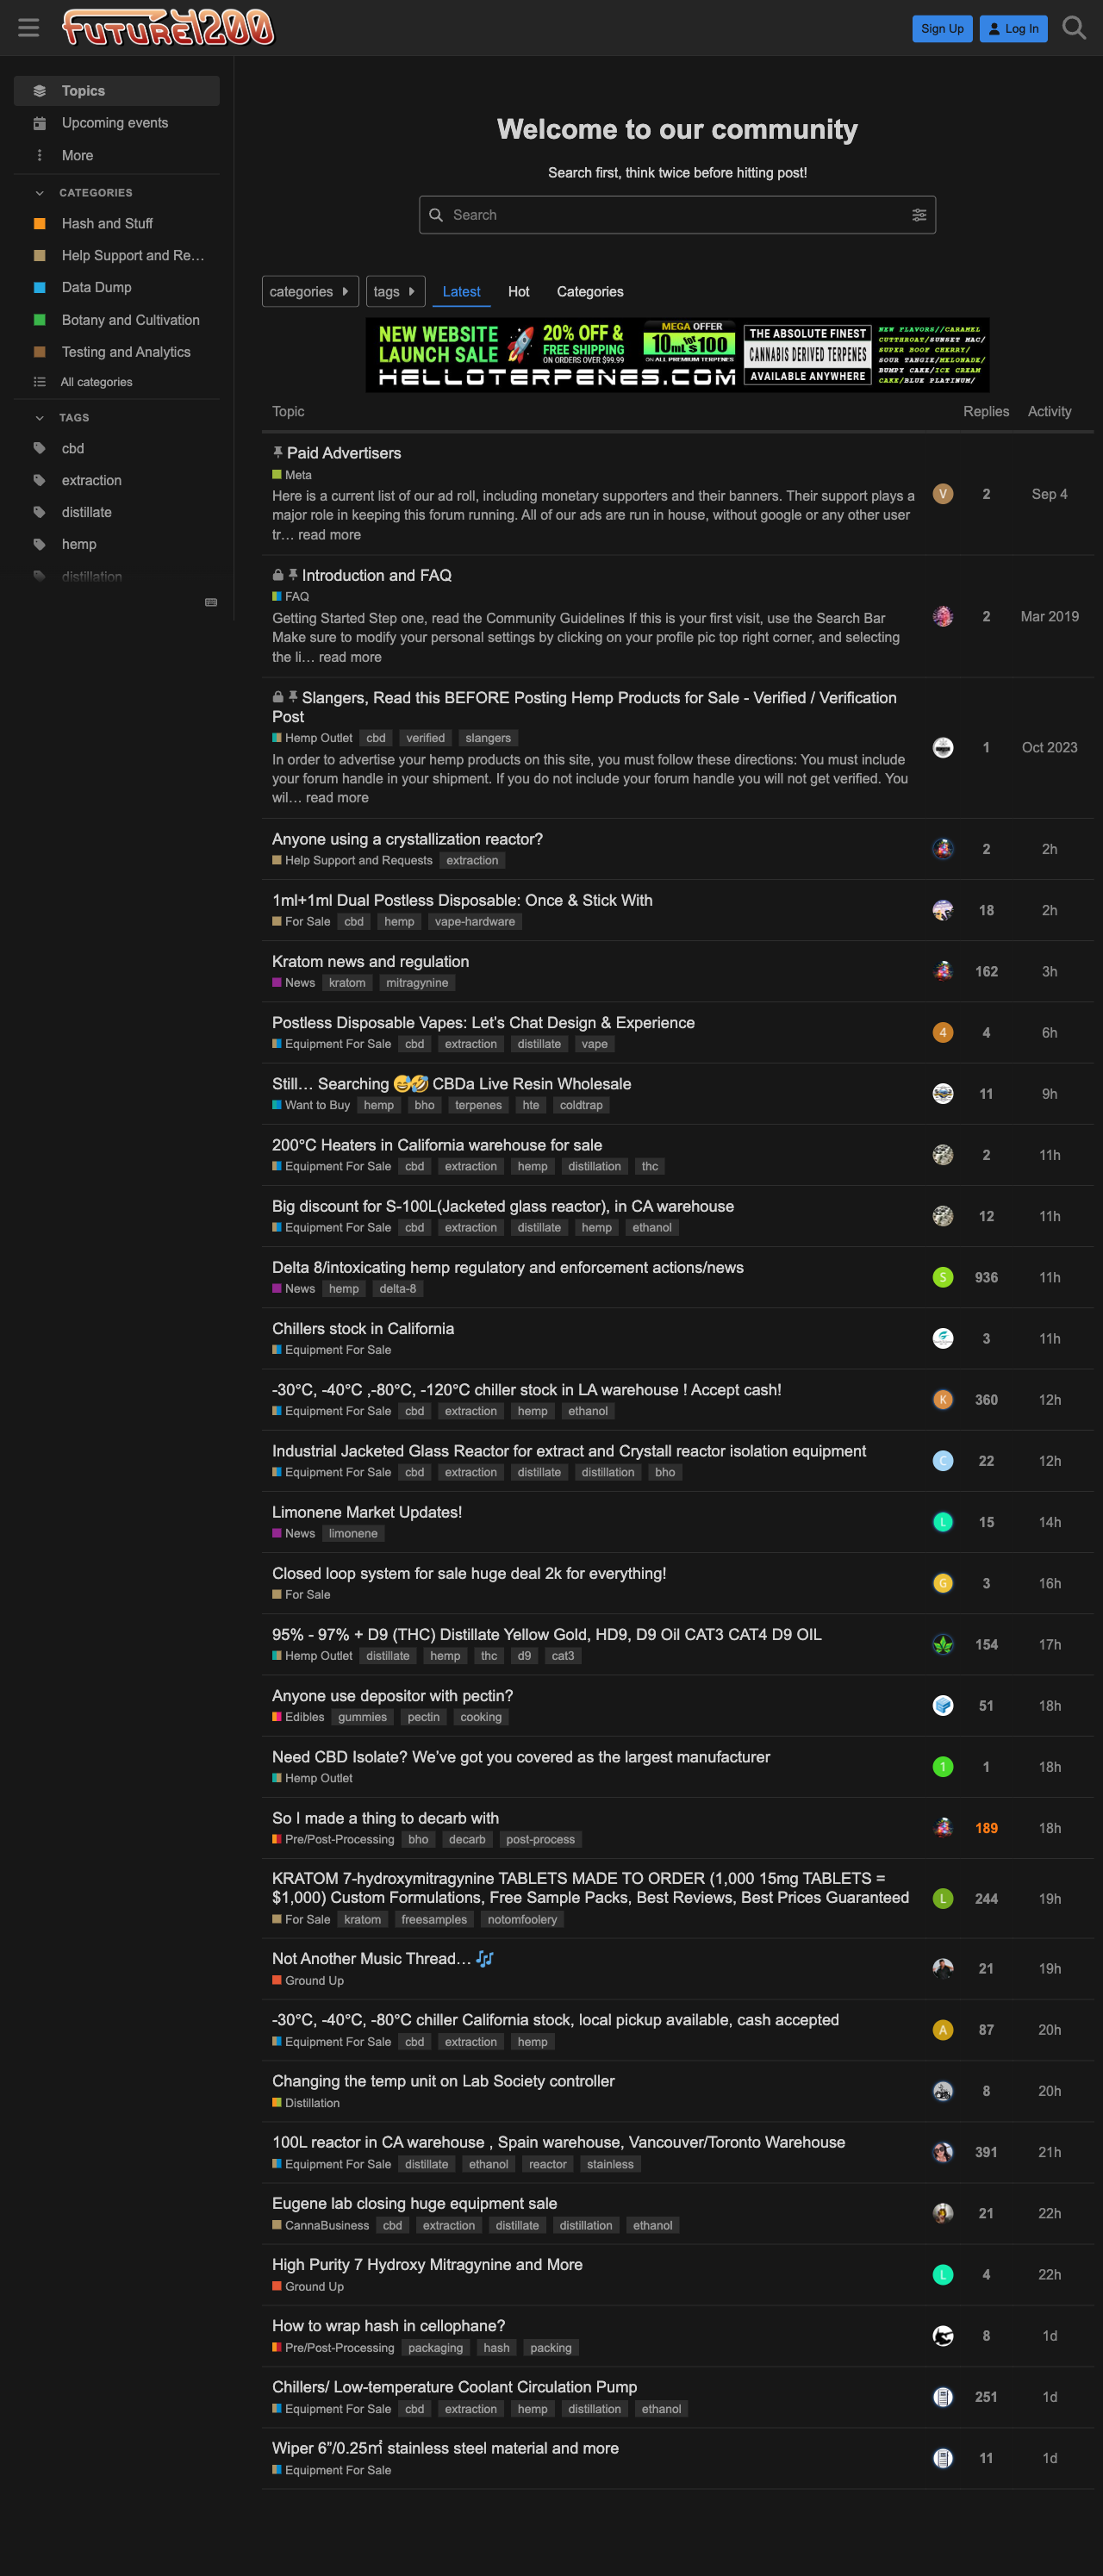 FUTURE4200
Sign Up
Log In
Topics
Upcoming events
More
CATEGORIES
Hash and Stuff
Help Support and Re…
Data Dump
Botany and Cultivation
Testing and Analytics
All categories
TAGS
cbd
extraction
distillate
hemp
distillation
Welcome to our community
Search first, think twice before hitting post!
Search
categories
tags
Latest
Hot
Categories
NEW WEBSITE
LAUNCH SALE
20% OFF &
FREE SHIPPING
ON ORDERS OVER $99.99
MEGA OFFER
10mL's $100
ON ALL PREMIUM TERPENES
HELLOTERPENES.COM
THE ABSOLUTE FINEST
CANNABIS DERIVED TERPENES
AVAILABLE ANYWHERE
NEW FLAVORS//CARAMEL
CUTTHROAT/SUNSET MAC/
SUPER BOOF CHERRY/
SOUR TANGIE/MELONADE/
DUMPY CAKE/ICE CREAM
CAKE/BLUE PLATINUM/
Topic Replies Activity
Paid Advertisers
Meta
Here is a current list of our ad roll, including monetary supporters and their banners. Their support plays a
major role in keeping this forum running. All of our ads are run in house, without google or any other user
tr… read more
V 2 Sep 4
Introduction and FAQ
FAQ
Getting Started Step one, read the Community Guidelines If this is your first visit, use the Search Bar
Make sure to modify your personal settings by clicking on your profile pic top right corner, and selecting
the li… read more
2 Mar 2019
Slangers, Read this BEFORE Posting Hemp Products for Sale - Verified / Verification
Post
Hemp Outlet cbd verified slangers
In order to advertise your hemp products on this site, you must follow these directions: You must include
your forum handle in your shipment. If you do not include your forum handle you will not get verified. You
wil… read more
1 Oct 2023
Anyone using a crystallization reactor?
Help Support and Requests extraction
2 2h
1ml+1ml Dual Postless Disposable: Once & Stick With
For Sale cbd hemp vape-hardware
18 2h
Kratom news and regulation
News kratom mitragynine
162 3h
Postless Disposable Vapes: Let's Chat Design & Experience
Equipment For Sale cbd extraction distillate vape
4 4 6h
Still… Searching 😅🤣 CBDa Live Resin Wholesale
Want to Buy hemp bho terpenes hte coldtrap
11 9h
200°C Heaters in California warehouse for sale
Equipment For Sale cbd extraction hemp distillation thc
2 11h
Big discount for S-100L(Jacketed glass reactor), in CA warehouse
Equipment For Sale cbd extraction distillate hemp ethanol
12 11h
Delta 8/intoxicating hemp regulatory and enforcement actions/news
News hemp delta-8
S 936 11h
Chillers stock in California
Equipment For Sale
3 11h
-30°C, -40°C ,-80°C, -120°C chiller stock in LA warehouse ! Accept cash!
Equipment For Sale cbd extraction hemp ethanol
K 360 12h
Industrial Jacketed Glass Reactor for extract and Crystall reactor isolation equipment
Equipment For Sale cbd extraction distillate distillation bho
C 22 12h
Limonene Market Updates!
News limonene
L 15 14h
Closed loop system for sale huge deal 2k for everything!
For Sale
G 3 16h
95% - 97% + D9 (THC) Distillate Yellow Gold, HD9, D9 Oil CAT3 CAT4 D9 OIL
Hemp Outlet distillate hemp thc d9 cat3
154 17h
Anyone use depositor with pectin?
Edibles gummies pectin cooking
51 18h
Need CBD Isolate? We've got you covered as the largest manufacturer
Hemp Outlet
1 1 18h
So I made a thing to decarb with
Pre/Post-Processing bho decarb post-process
189 18h
KRATOM 7-hydroxymitragynine TABLETS MADE TO ORDER (1,000 15mg TABLETS =
$1,000) Custom Formulations, Free Sample Packs, Best Reviews, Best Prices Guaranteed
For Sale kratom freesamples notomfoolery
L 244 19h
Not Another Music Thread… 🎶
Ground Up
21 19h
-30°C, -40°C, -80°C chiller California stock, local pickup available, cash accepted
Equipment For Sale cbd extraction hemp
A 87 20h
Changing the temp unit on Lab Society controller
Distillation
8 20h
100L reactor in CA warehouse , Spain warehouse, Vancouver/Toronto Warehouse
Equipment For Sale distillate ethanol reactor stainless
391 21h
Eugene lab closing huge equipment sale
CannaBusiness cbd extraction distillate distillation ethanol
21 22h
High Purity 7 Hydroxy Mitragynine and More
Ground Up
L 4 22h
How to wrap hash in cellophane?
Pre/Post-Processing packaging hash packing
8 1d
Chillers/ Low-temperature Coolant Circulation Pump
Equipment For Sale cbd extraction hemp distillation ethanol
251 1d
Wiper 6”/0.25㎡ stainless steel material and more
Equipment For Sale
11 1d